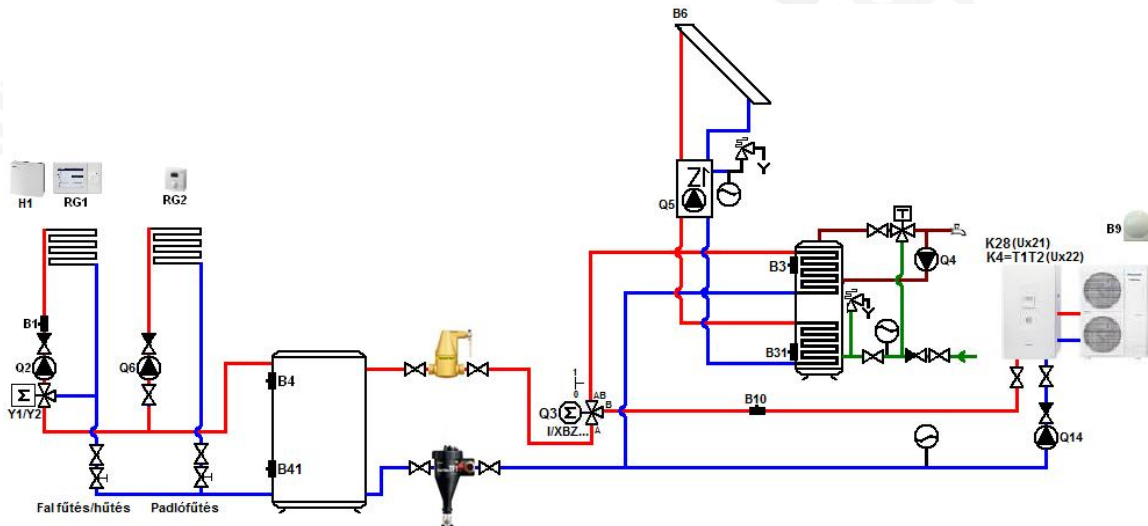 B6
H1
RG1
RG2
B9
Q5
Y
T
K28(Ux21)
K4=T1T2(Ux22)
Q4
B3
Y
B1
B31
Q2
Q6
Σ
Y1/Y2
B4
1
0
AB
B
Q3
Σ
A
I/XBZ...
B10
Q14
B41
Fal fűtés/hűtés
Padlófűtés